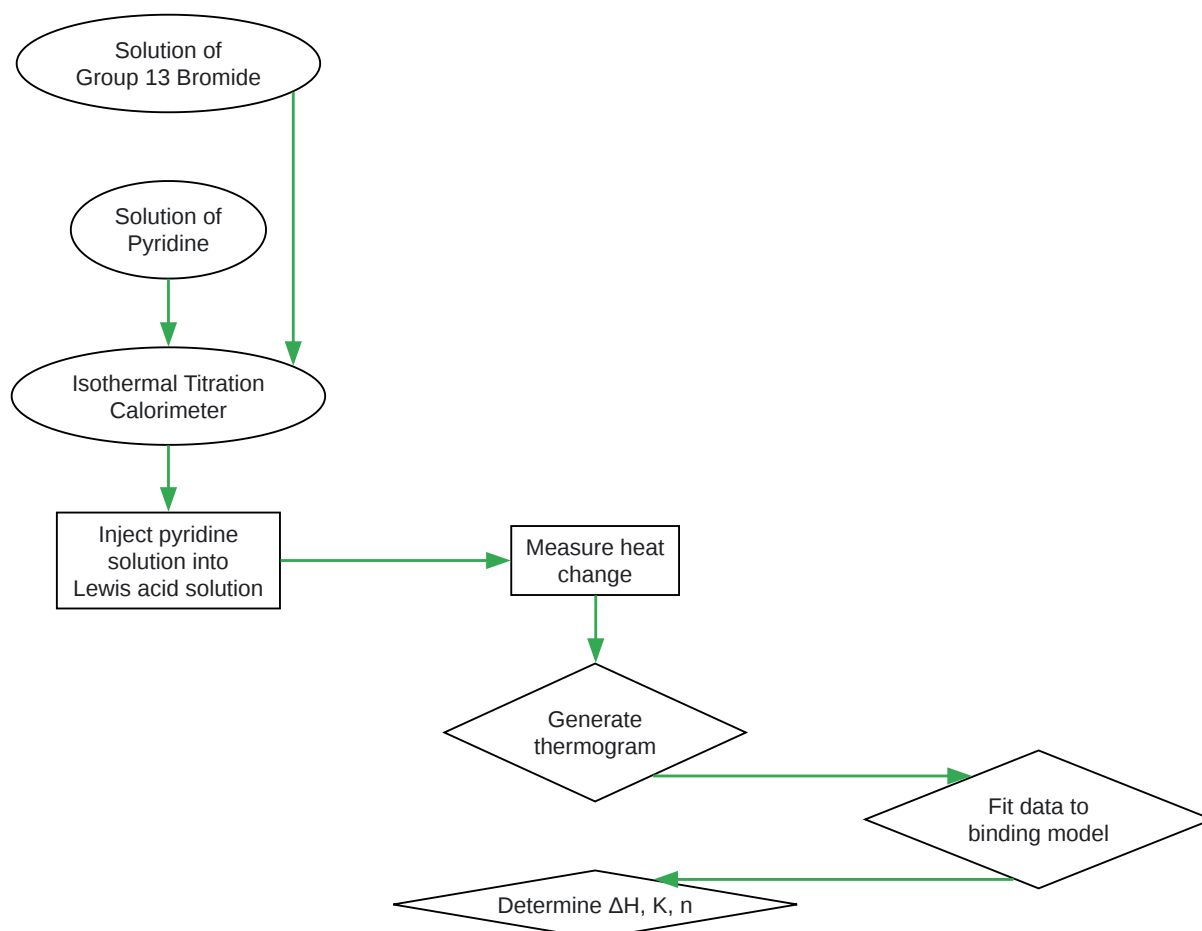 Solution of
Group 13 Bromide
Solution of
Pyridine
Isothermal Titration
Calorimeter
Inject pyridine
solution into
Lewis acid solution
Measure heat
change
Generate
thermogram
Fit data to
binding model
Determine ΔH, K, n